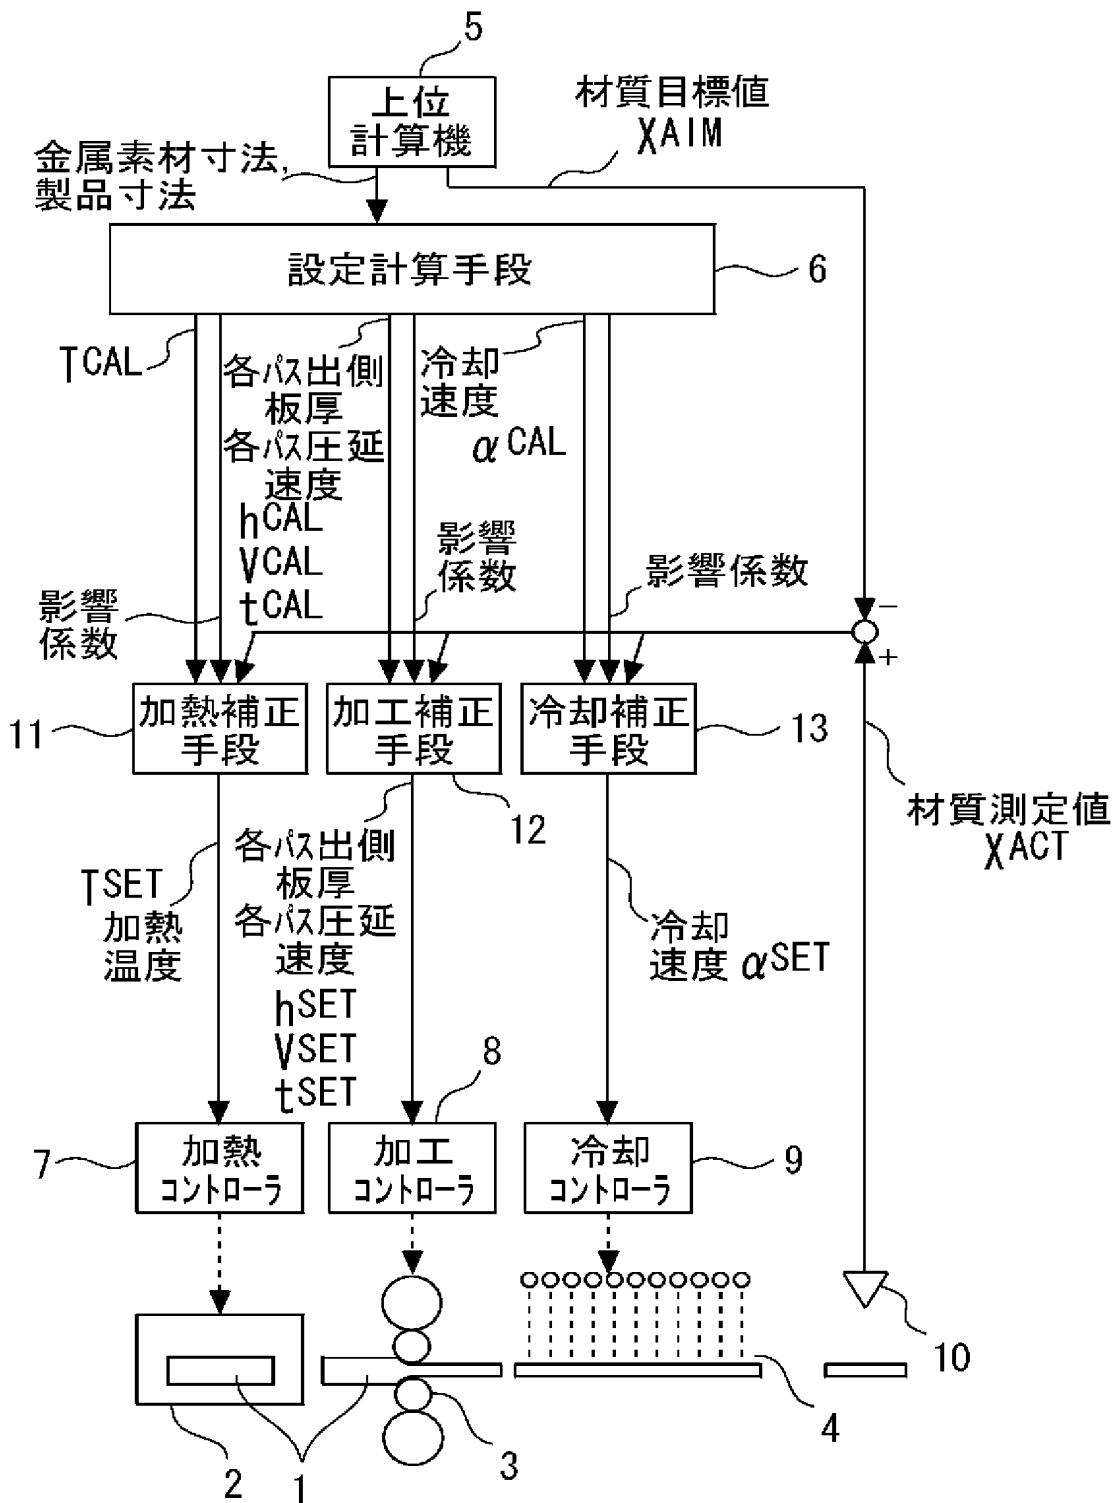 5
上位
計算機
材質目標値
XAIM
金属素材寸法,
製品寸法
設定計算手段
6
TCAL
各パス出側
板厚
各パス圧延
速度
hCAL
VCAL
tCAL
冷却
速度
αCAL
影響
係数
影響係数
影響
係数
−
+
11
加熱補正
手段
加工補正
手段
冷却補正
手段
13
12
材質測定値
XACT
TSET
加熱
温度
各パス出側
板厚
各パス圧延
速度
hSET
VSET
tSET
冷却
速度 αSET
7
加熱
コントローラ
8
加工
コントローラ
冷却
コントローラ
9
10
2
1
3
4